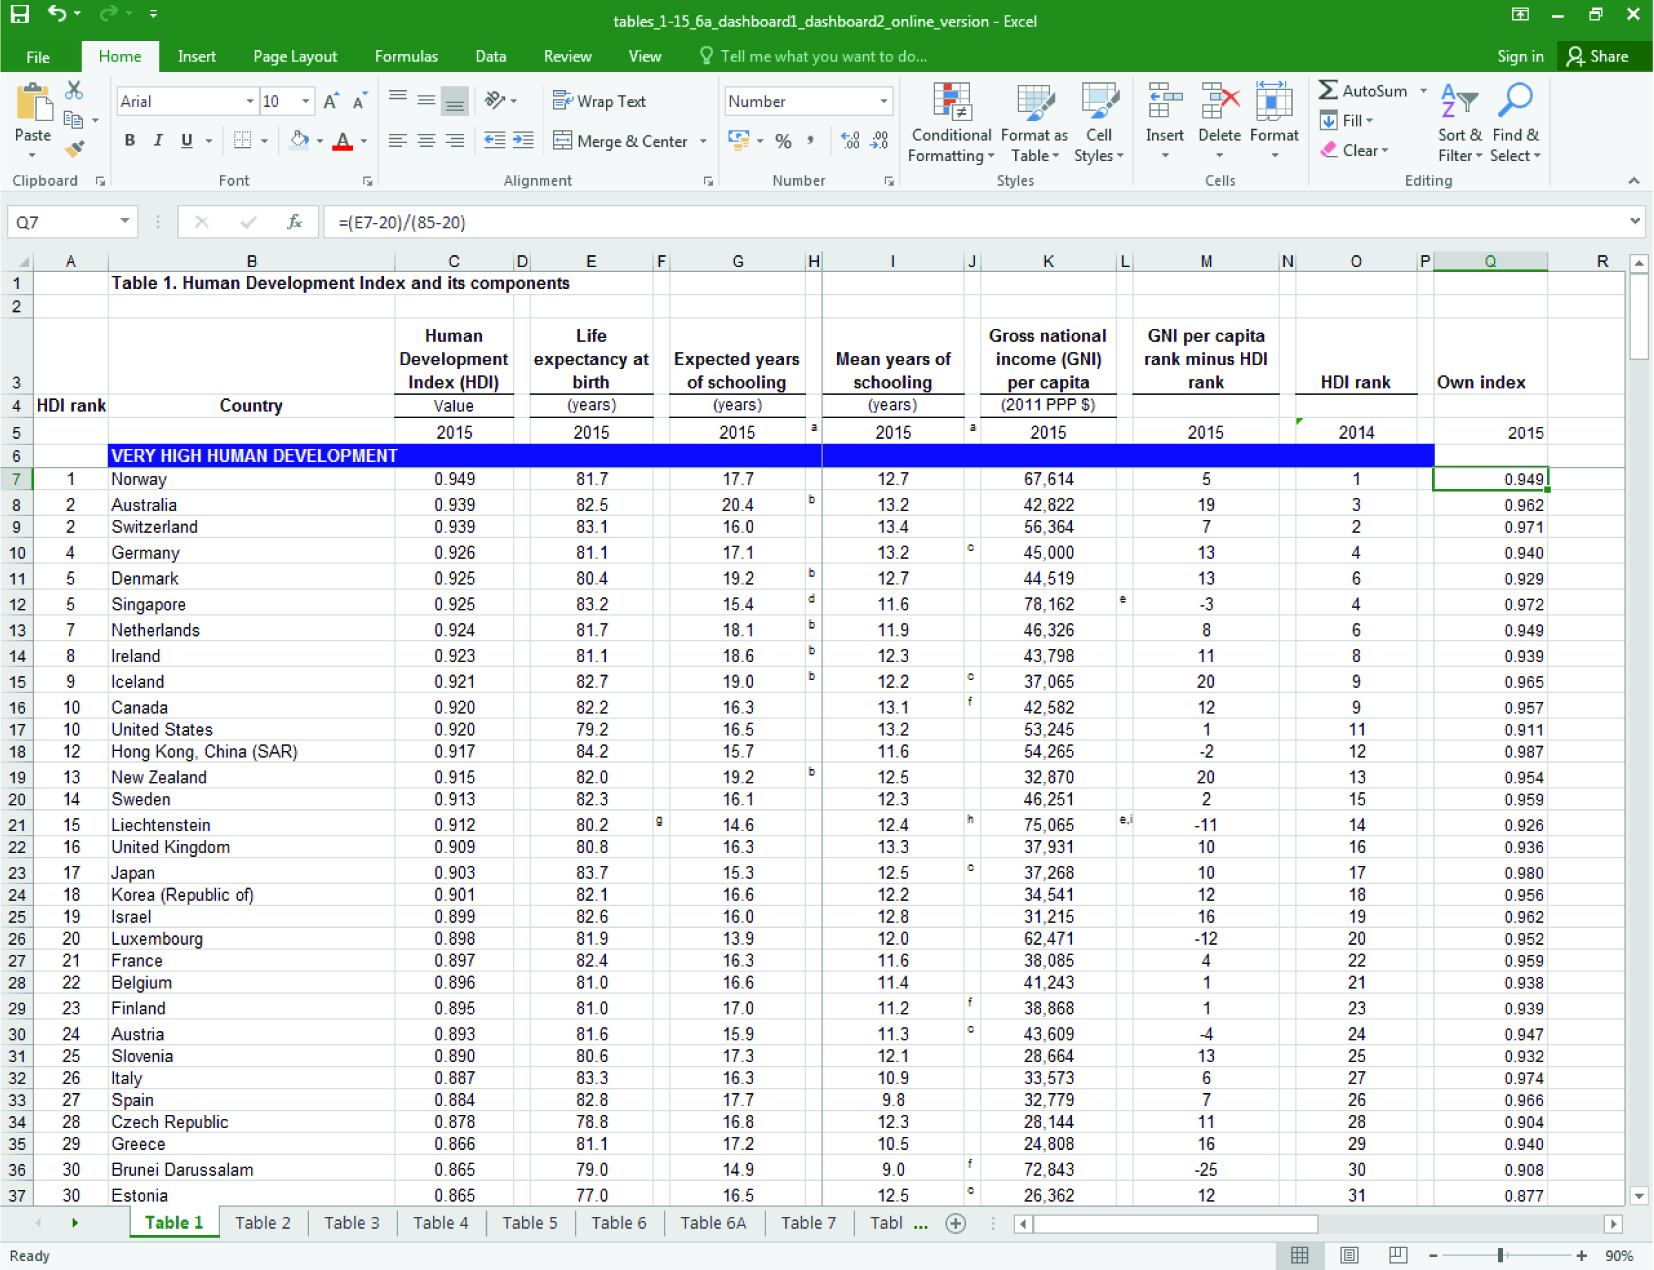 tables_1-15_6a_dashboard1_dashboard2_online_version - Excel
File Home Insert Page Layout Formulas Data Review View Tell me what you want to do... Sign in Share
Paste Arial 10 A A Wrap Text Number Conditional Formatting Format as Table Cell Styles Insert Delete Format AutoSum Fill Clear Sort & Filter Find & Select
B I U A Merge & Center % ,
Clipboard Font Alignment Number Styles Cells Editing
Q7 fx =(E7-20)/(85-20)
A B C D E F G H I J K L M N O P Q R
1 Table 1. Human Development Index and its components
2
3 Human Development Index (HDI) Life expectancy at birth Expected years of schooling Mean years of schooling Gross national income (GNI) per capita GNI per capita rank minus HDI rank HDI rank Own index
4 HDI rank Country Value (years) (years) (years) (2011 PPP $)
5 2015 2015 2015 a 2015 a 2015 2015 2014 2015
6 VERY HIGH HUMAN DEVELOPMENT
7 1 Norway 0.949 81.7 17.7 12.7 67,614 5 1 0.949
8 2 Australia 0.939 82.5 20.4 b 13.2 42,822 19 3 0.962
9 2 Switzerland 0.939 83.1 16.0 13.4 56,364 7 2 0.971
10 4 Germany 0.926 81.1 17.1 13.2 c 45,000 13 4 0.940
11 5 Denmark 0.925 80.4 19.2 b 12.7 44,519 13 6 0.929
12 5 Singapore 0.925 83.2 15.4 d 11.6 78,162 e -3 4 0.972
13 7 Netherlands 0.924 81.7 18.1 b 11.9 46,326 8 6 0.949
14 8 Ireland 0.923 81.1 18.6 b 12.3 43,798 11 8 0.939
15 9 Iceland 0.921 82.7 19.0 b 12.2 c 37,065 20 9 0.965
16 10 Canada 0.920 82.2 16.3 13.1 f 42,582 12 9 0.957
17 10 United States 0.920 79.2 16.5 13.2 53,245 1 11 0.911
18 12 Hong Kong, China (SAR) 0.917 84.2 15.7 11.6 54,265 -2 12 0.987
19 13 New Zealand 0.915 82.0 19.2 b 12.5 32,870 20 13 0.954
20 14 Sweden 0.913 82.3 16.1 12.3 46,251 2 15 0.959
21 15 Liechtenstein 0.912 80.2 g 14.6 12.4 h 75,065 e,i -11 14 0.926
22 16 United Kingdom 0.909 80.8 16.3 13.3 37,931 10 16 0.936
23 17 Japan 0.903 83.7 15.3 12.5 c 37,268 10 17 0.980
24 18 Korea (Republic of) 0.901 82.1 16.6 12.2 34,541 12 18 0.956
25 19 Israel 0.899 82.6 16.0 12.8 31,215 16 19 0.962
26 20 Luxembourg 0.898 81.9 13.9 12.0 62,471 -12 20 0.952
27 21 France 0.897 82.4 16.3 11.6 38,085 4 22 0.959
28 22 Belgium 0.896 81.0 16.6 11.4 41,243 1 21 0.938
29 23 Finland 0.895 81.0 17.0 11.2 f 38,868 1 23 0.939
30 24 Austria 0.893 81.6 15.9 11.3 c 43,609 -4 24 0.947
31 25 Slovenia 0.890 80.6 17.3 12.1 28,664 13 25 0.932
32 26 Italy 0.887 83.3 16.3 10.9 33,573 6 27 0.974
33 27 Spain 0.884 82.8 17.7 9.8 32,779 7 26 0.966
34 28 Czech Republic 0.878 78.8 16.8 12.3 28,144 11 28 0.904
35 29 Greece 0.866 81.1 17.2 10.5 24,808 16 29 0.940
36 30 Brunei Darussalam 0.865 79.0 14.9 9.0 f 72,843 -25 30 0.908
37 30 Estonia 0.865 77.0 16.5 12.5 c 26,362 12 31 0.877
Table 1 Table 2 Table 3 Table 4 Table 5 Table 6 Table 6A Table 7 Tabl ...
Ready 90%